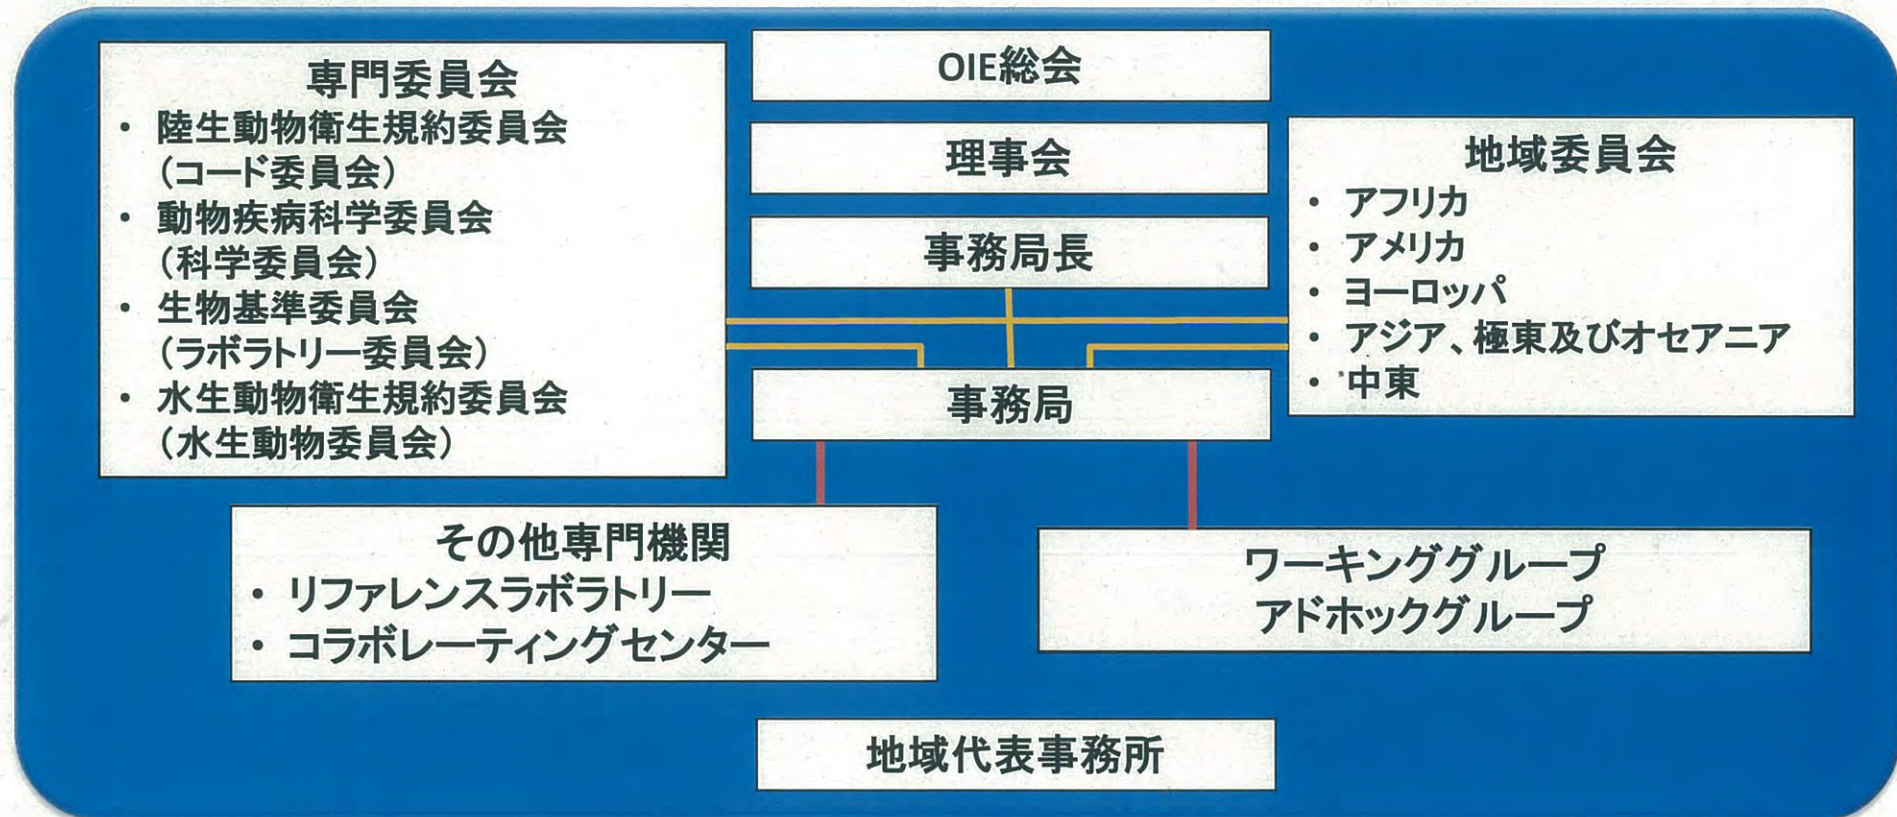 専門委員会
・ 陸生動物衛生規約委員会
(コード委員会)
・ 動物疾病科学委員会
(科学委員会)
・ 生物基準委員会
(ラボラトリー委員会)
・ 水生動物衛生規約委員会
(水生動物委員会)
OIE総会
理事会
事務局長
事務局
地域委員会
・ アフリカ
・ アメリカ
・ ヨーロッパ
・ アジア、極東及びオセアニア
・ 中東
その他専門機関
・ リファレンスラボラトリー
・ コラボレーティングセンター
ワーキンググループ
アドホックグループ
地域代表事務所